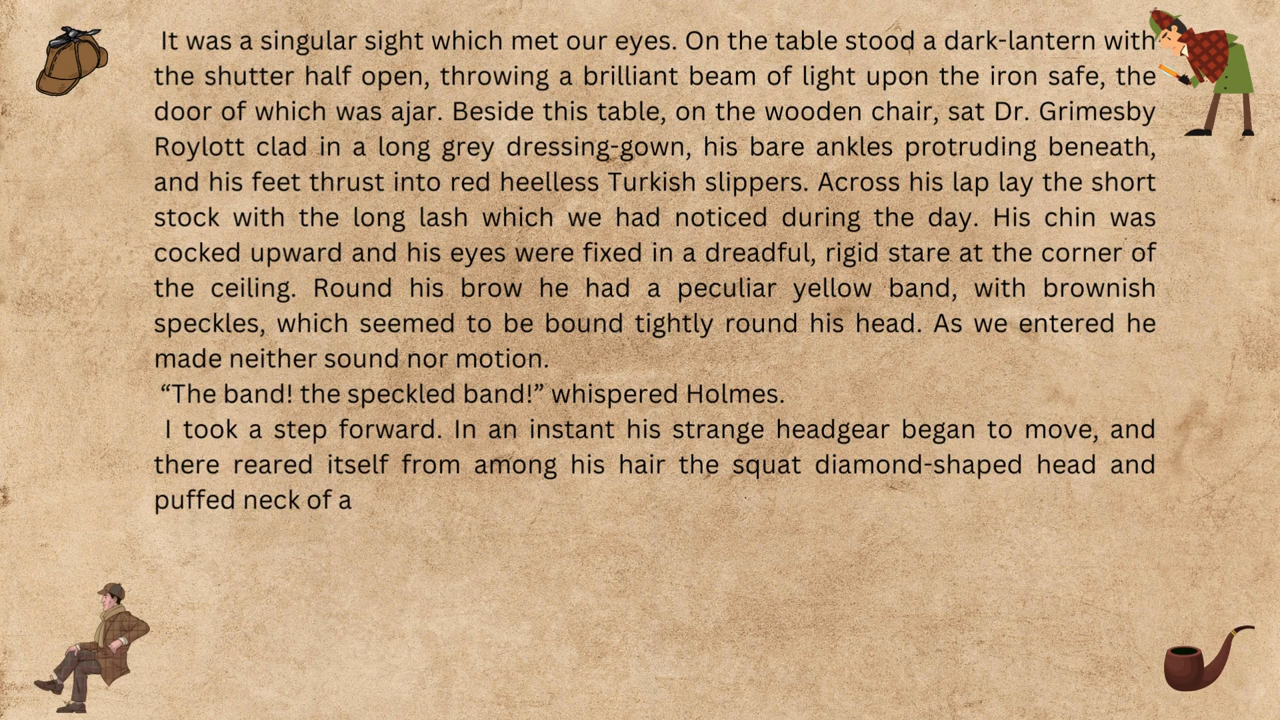 It was a singular sight which met our eyes. On the table stood a dark-lantern with
the shutter half open, throwing a brilliant beam of light upon the iron safe, the
door of which was ajar. Beside this table, on the wooden chair, sat Dr. Grimesby
Roylott clad in a long grey dressing-gown, his bare ankles protruding beneath,
and his feet thrust into red heelless Turkish slippers. Across his lap lay the short
stock with the long lash which we had noticed during the day. His chin was
cocked upward and his eyes were fixed in a dreadful, rigid stare at the corner of
the ceiling. Round his brow he had a peculiar yellow band, with brownish
speckles, which seemed to be bound tightly round his head. As we entered he
made neither sound nor motion.
“The band! the speckled band!” whispered Holmes.
I took a step forward. In an instant his strange headgear began to move, and
there reared itself from among his hair the squat diamond-shaped head and
puffed neck of a